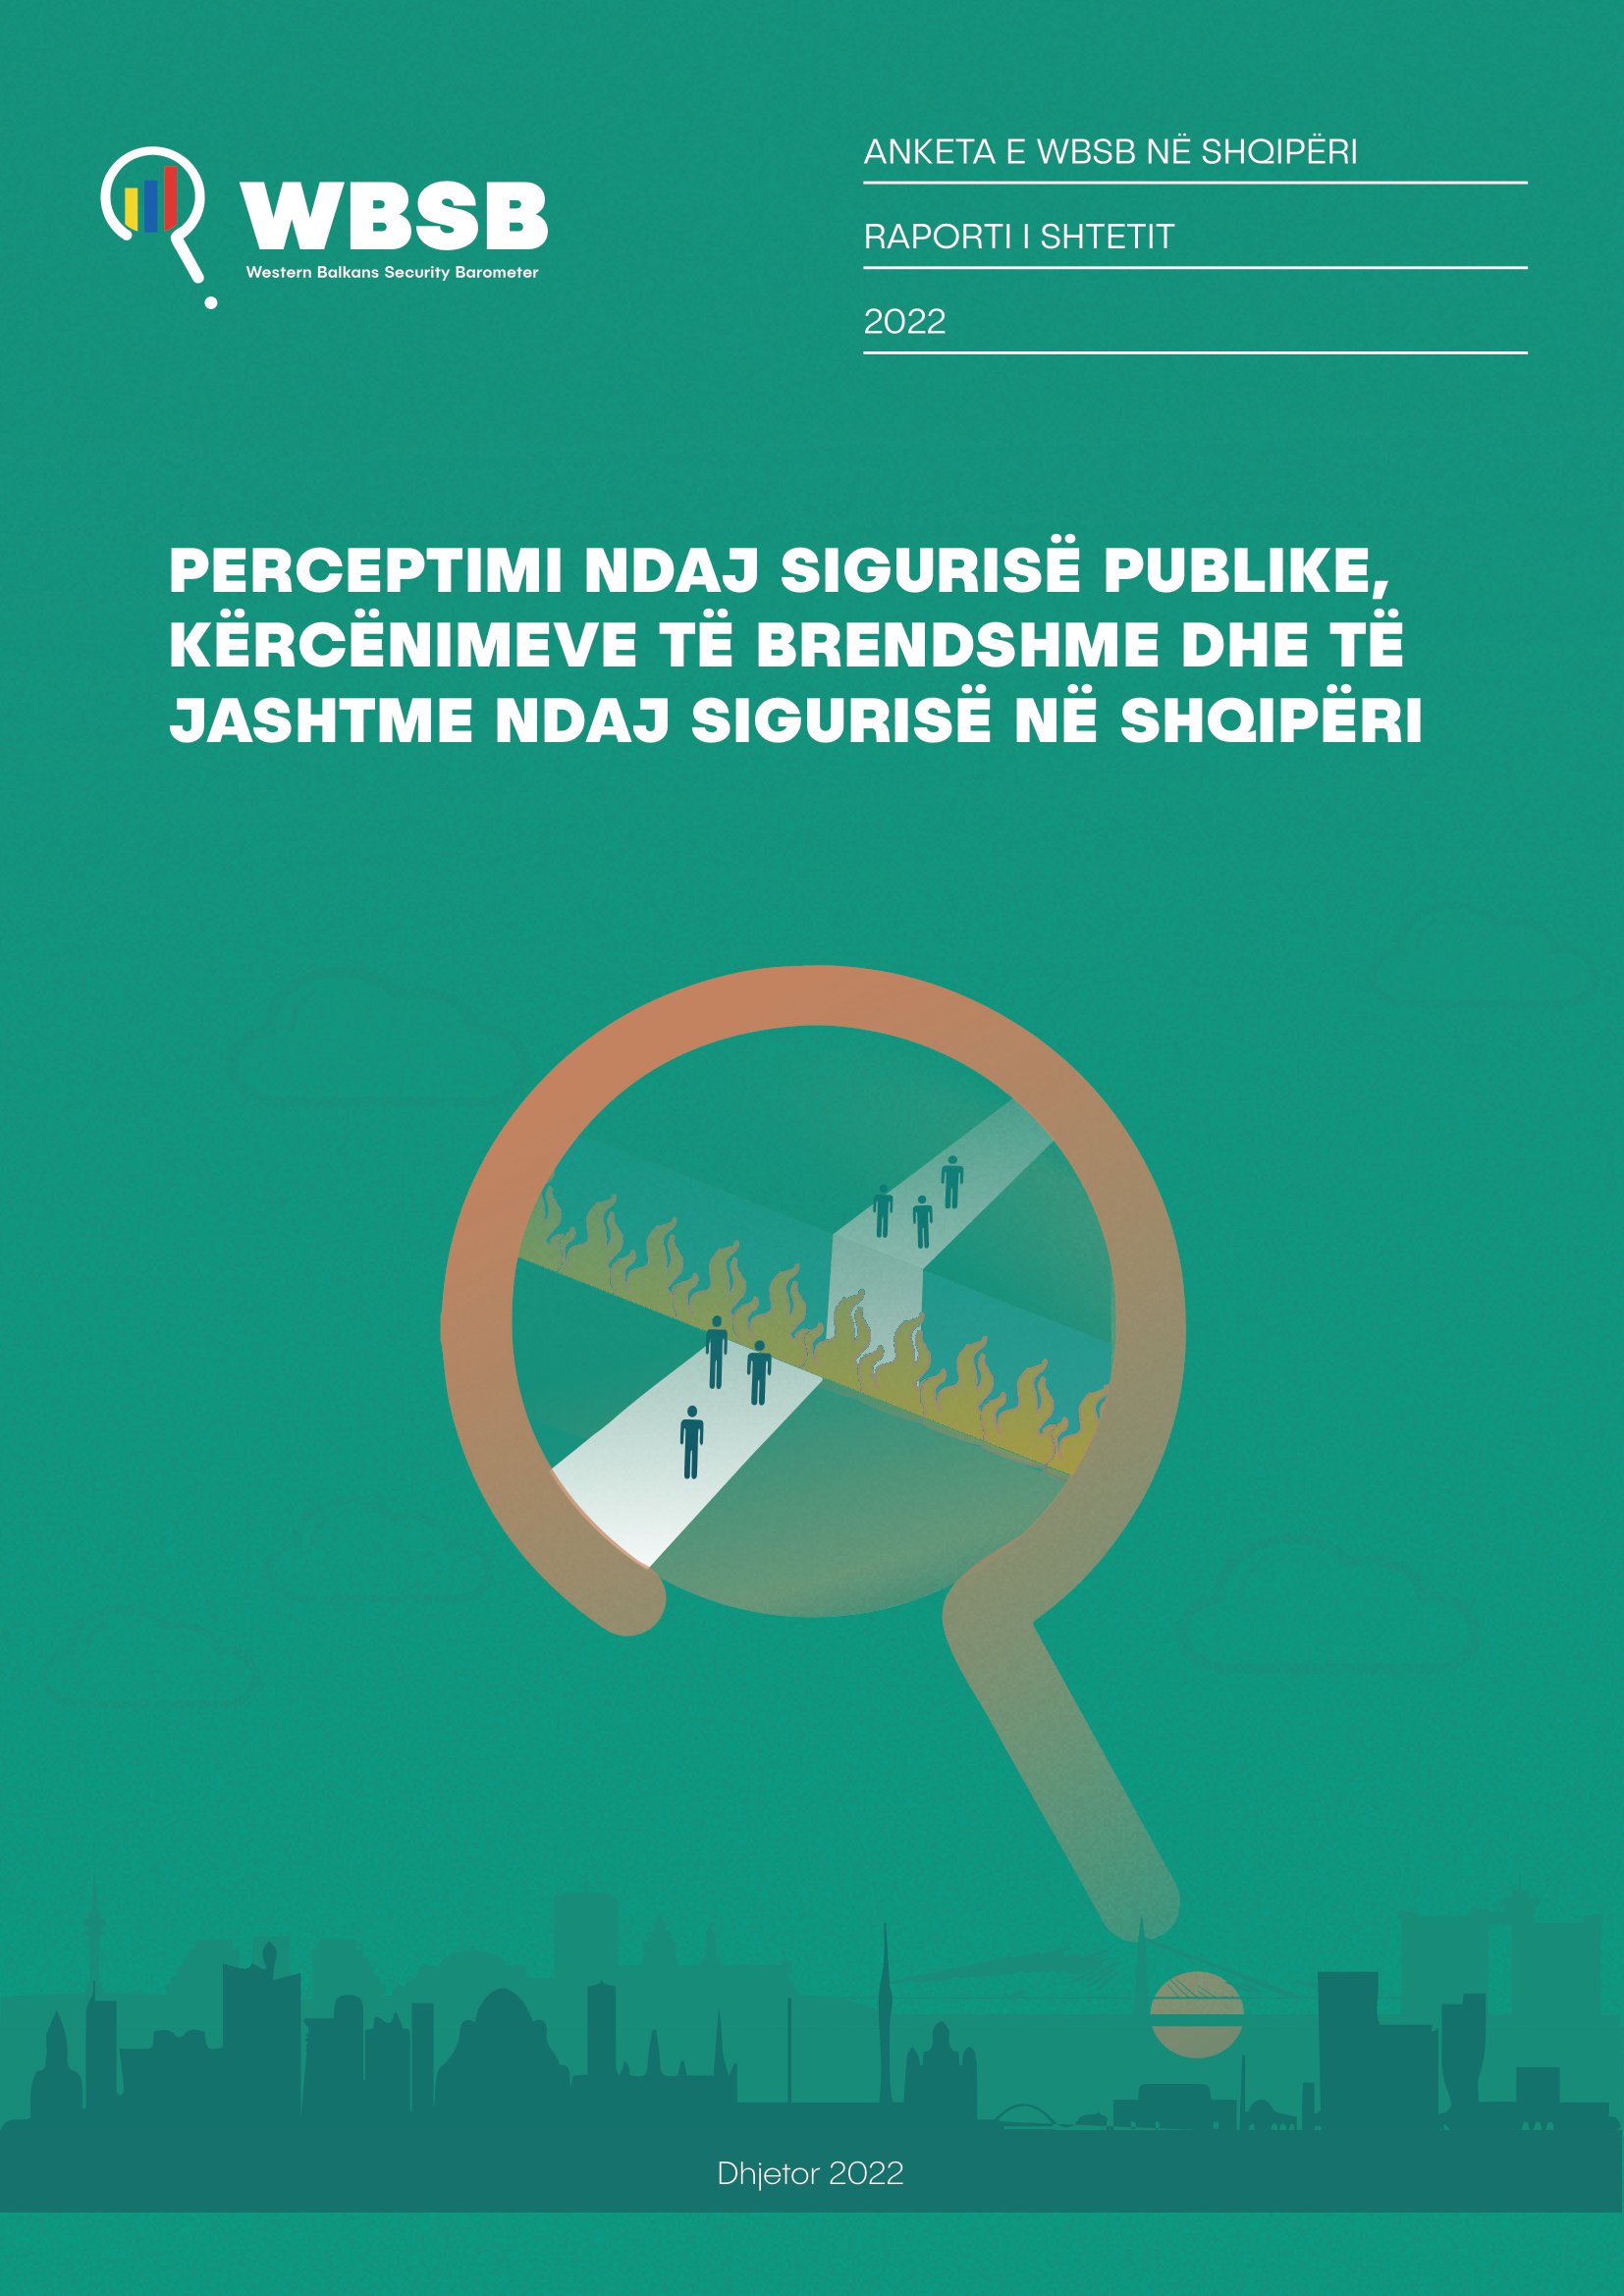 WBSB
Western Balkans Security Barometer
ANKETA E WBSB NË SHQIPËRI
RAPORTI I SHTETIT
2022
PERCEPTIMI NDAJ SIGURISË PUBLIKE,
KËRCËNIMEVE TË BRENDSHME DHE TË
JASHTME NDAJ SIGURISË NË SHQIPËRI
Dhjetor 2022